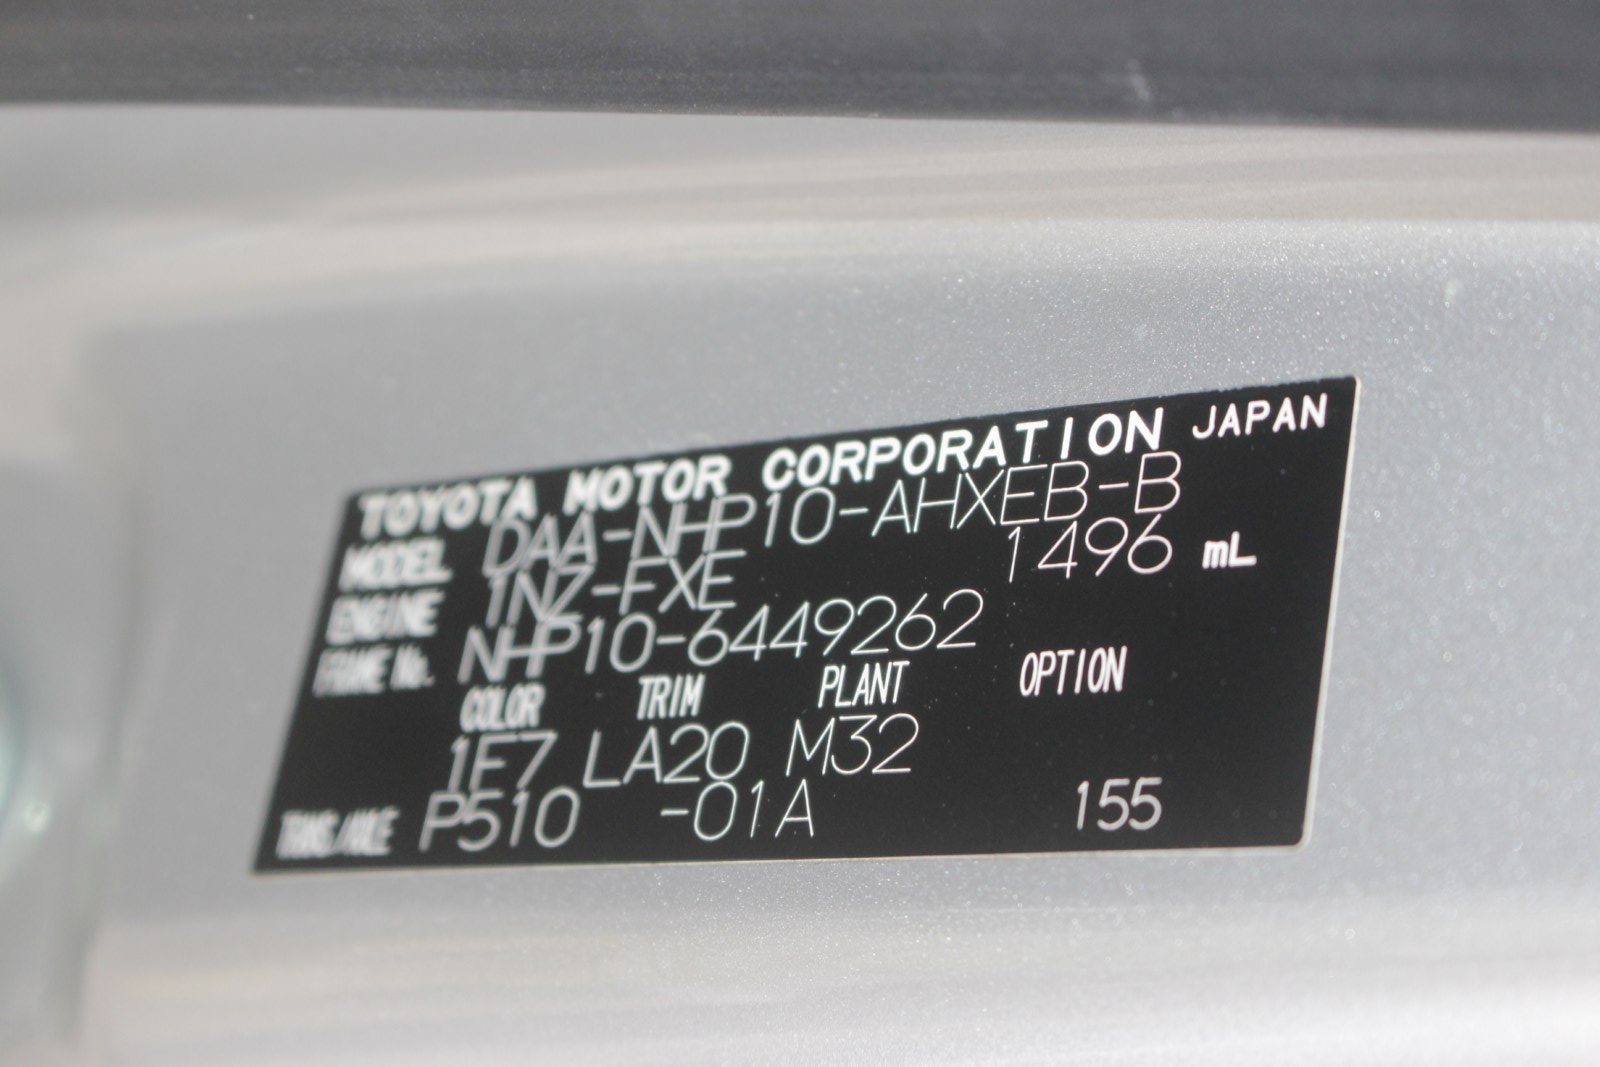 TOYOTA MOTOR CORPORATION JAPAN
MODEL DAA-NHP10-AHXEB-B
ENGINE 1NZ-FXE 1496 mL
FRAME No. NHP10-6449262
COLOR TRIM PLANT OPTION
1F7 LA20 M32
TRANS/AXLE P510 -01A 155